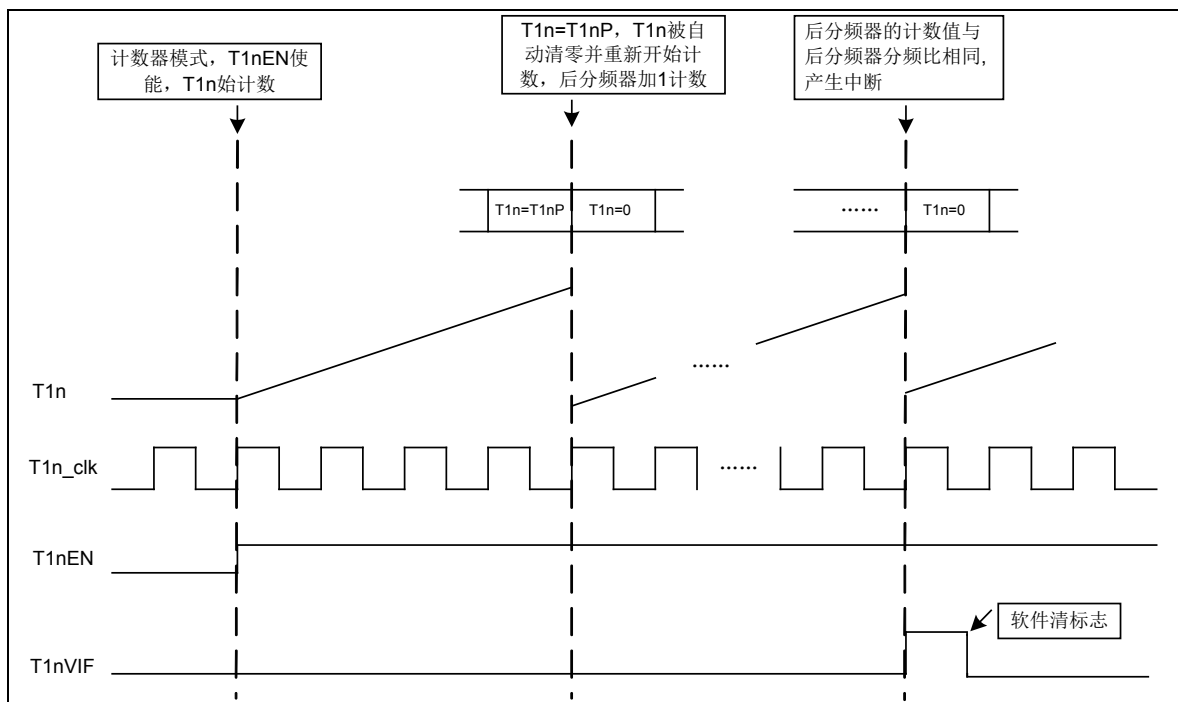 计数器模式，T1nEN使
能，T1n始计数
T1n=T1nP，T1n被自
动清零并重新开始计
数，后分频器加1计数
后分频器的计数值与
后分频器分频比相同，
产生中断
T1n=T1nP
T1n=0
……
T1n=0
……
T1n
T1n_clk
……
T1nEN
软件清标志
T1nVIF